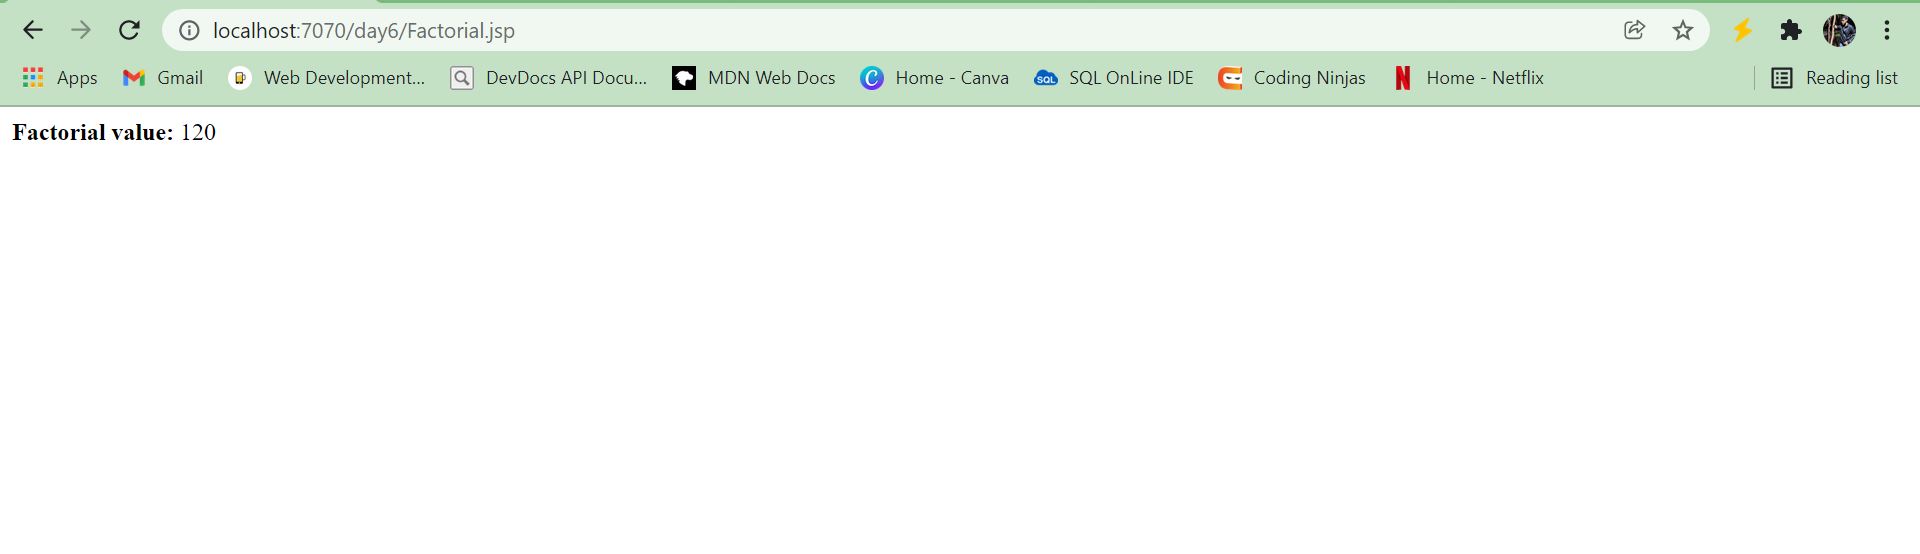 localhost:7070/day6/Factorial.jsp
Apps Gmail Web Development... DevDocs API Docu... MDN Web Docs C Home - Canva SQL SQL OnLine IDE Coding Ninjas N Home - Netflix Reading list
Factorial value: 120